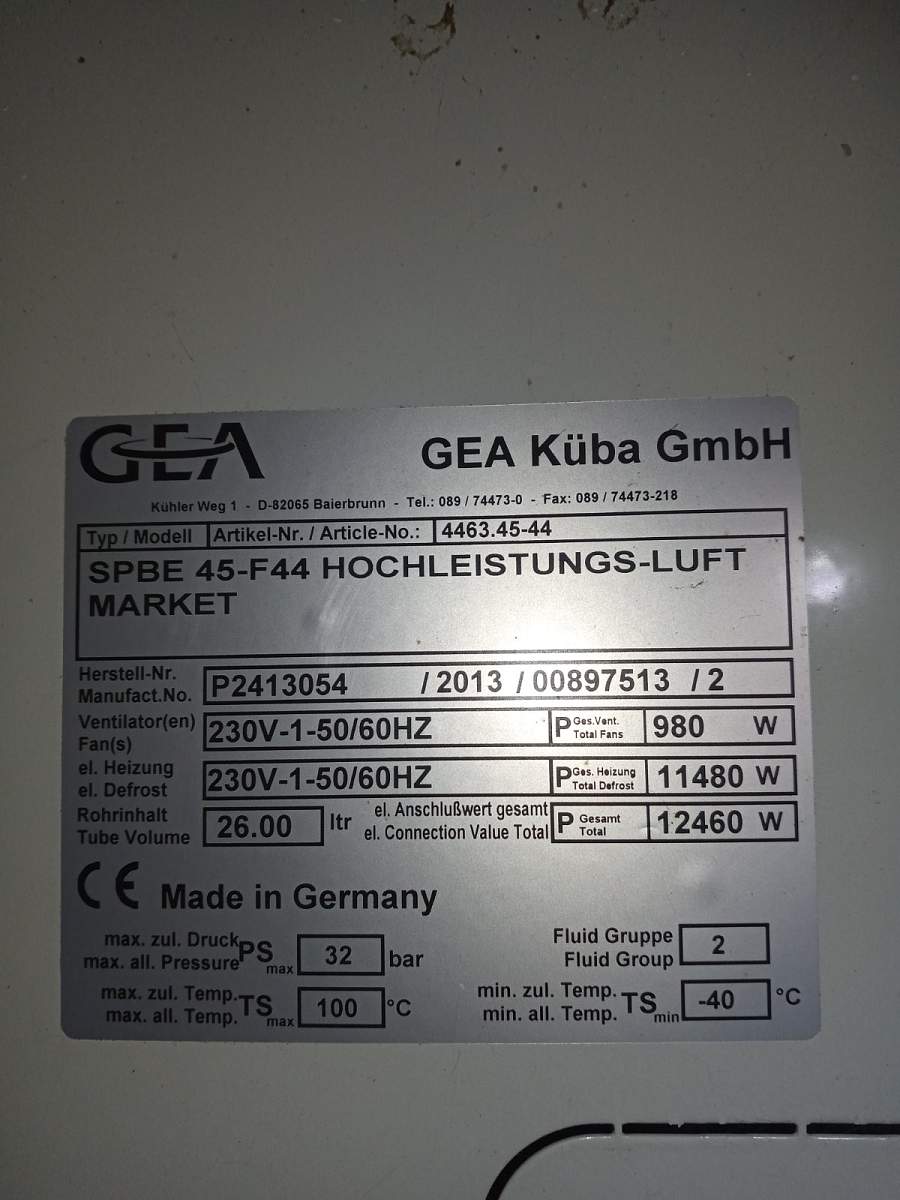 GEA
GEA Küba GmbH
Kühler Weg 1 - D-82065 Baierbrunn - Tel.: 089 / 74473-0 - Fax: 089 / 74473-218
Typ / Modell Artikel-Nr. / Article-No.: 4463.45-44
SPBE 45-F44 HOCHLEISTUNGS-LUFT
MARKET
Herstell-Nr.
Manufact.No. P2413054 / 2013 / 00897513 / 2
Ventilator(en)
Fan(s) 230V-1-50/60HZ P Ges.Vent. Total Fans 980 W
el. Heizung
el. Defrost 230V-1-50/60HZ P Ges. Heizung Total Defrost 11480 W
Rohrinhalt
Tube Volume 26.00 ltr
el. Anschlußwert gesamt
el. Connection Value Total P Gesamt Total 12460 W
CE Made in Germany
max. zul. Druck
max. all. Pressure PS max 32 bar
Fluid Gruppe
Fluid Group 2
max. zul. Temp.
max. all. Temp. TS max 100 °C
min. zul. Temp.
min. all. Temp. TS min -40 °C